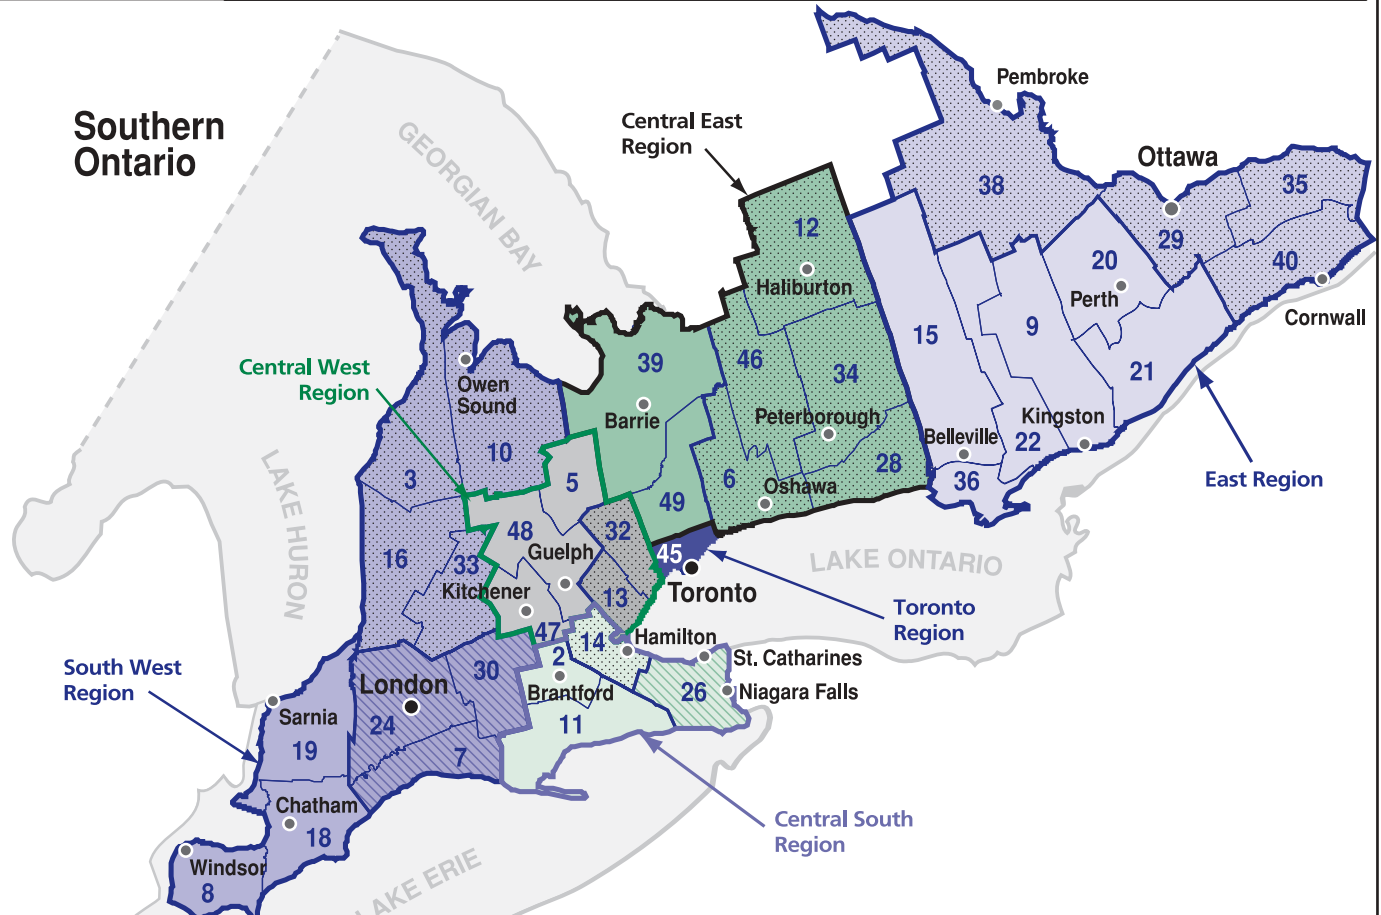 Southern
Ontario
GEORGIAN BAY
Central East
Region
Pembroke
Ottawa
38
35
29
40
Cornwall
12
Haliburton
20
Perth
15
9
21
46
34
39
Barrie
Peterborough
Kingston
Belleville
22
36
28
6
Oshawa
49
East Region
Central West
Region
Owen
Sound
10
3
5
48
32
Guelph
16
33
Kitchener
13
45
Toronto
LAKE HURON
LAKE ONTARIO
Toronto
Region
47
14
Hamilton
2
Brantford
St. Catharines
26
Niagara Falls
11
South West
Region
30
London
24
7
Sarnia
19
Chatham
18
Windsor
8
Central South
Region
LAKE ERIE